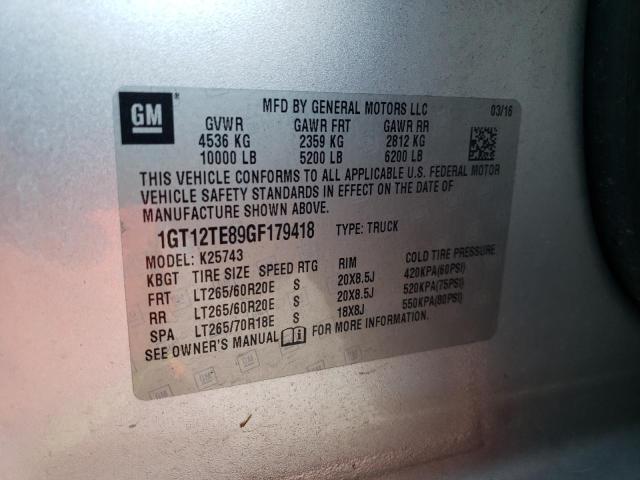 GM
MFD BY GENERAL MOTORS LLC 03/16
GVWR GAWR FRT GAWR RR
4536 KG 2359 KG 2812 KG
10000 LB 5200 LB 6200 LB
THIS VEHICLE CONFORMS TO ALL APPLICABLE U.S. FEDERAL MOTOR
VEHICLE SAFETY STANDARDS IN EFFECT ON THE DATE OF
MANUFACTURE SHOWN ABOVE.
1GT12TE89GF179418 TYPE: TRUCK
MODEL: K25743
KBGT TIRE SIZE SPEED RTG RIM COLD TIRE PRESSURE
FRT LT265/60R20E S 20X8.5J 420KPA(60PSI)
RR LT265/60R20E S 20X8.5J 520KPA(75PSI)
SPA LT265/70R18E S 18X8J 550KPA(80PSI)
SEE OWNER'S MANUAL FOR MORE INFORMATION.